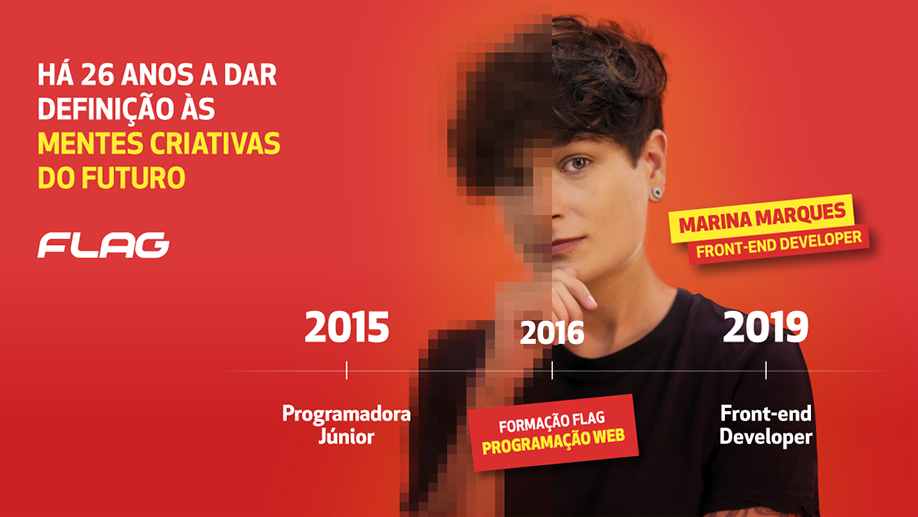 HÁ 26 ANOS A DAR
DEFINIÇÃO ÀS
MENTES CRIATIVAS
DO FUTURO
FLAG
MARINA MARQUES
FRONT-END DEVELOPER
2015
2016
2019
Programadora
Júnior
FORMAÇÃO FLAG
PROGRAMAÇÃO WEB
Front-end
Developer